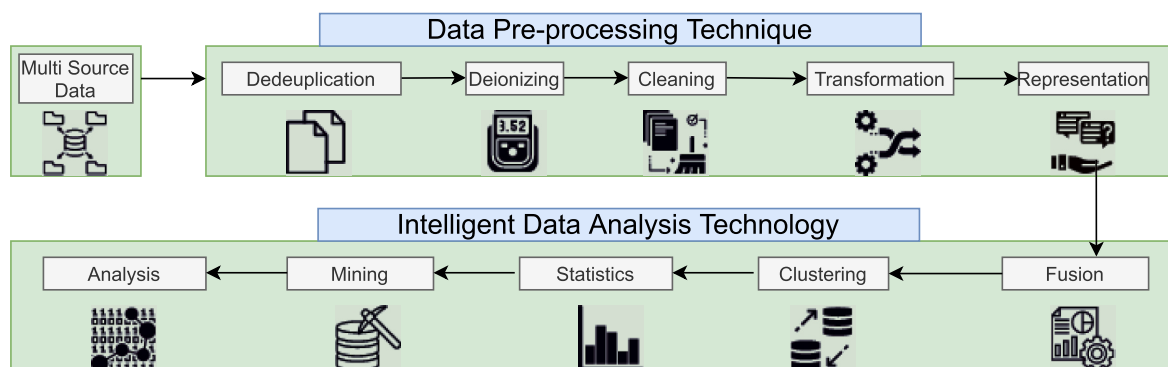 Data Pre-processing Technique
Multi Source
Data
Dedeuplication
Deionizing
Cleaning
Transformation
Representation
3.52
Intelligent Data Analysis Technology
Analysis
Mining
Statistics
Clustering
Fusion